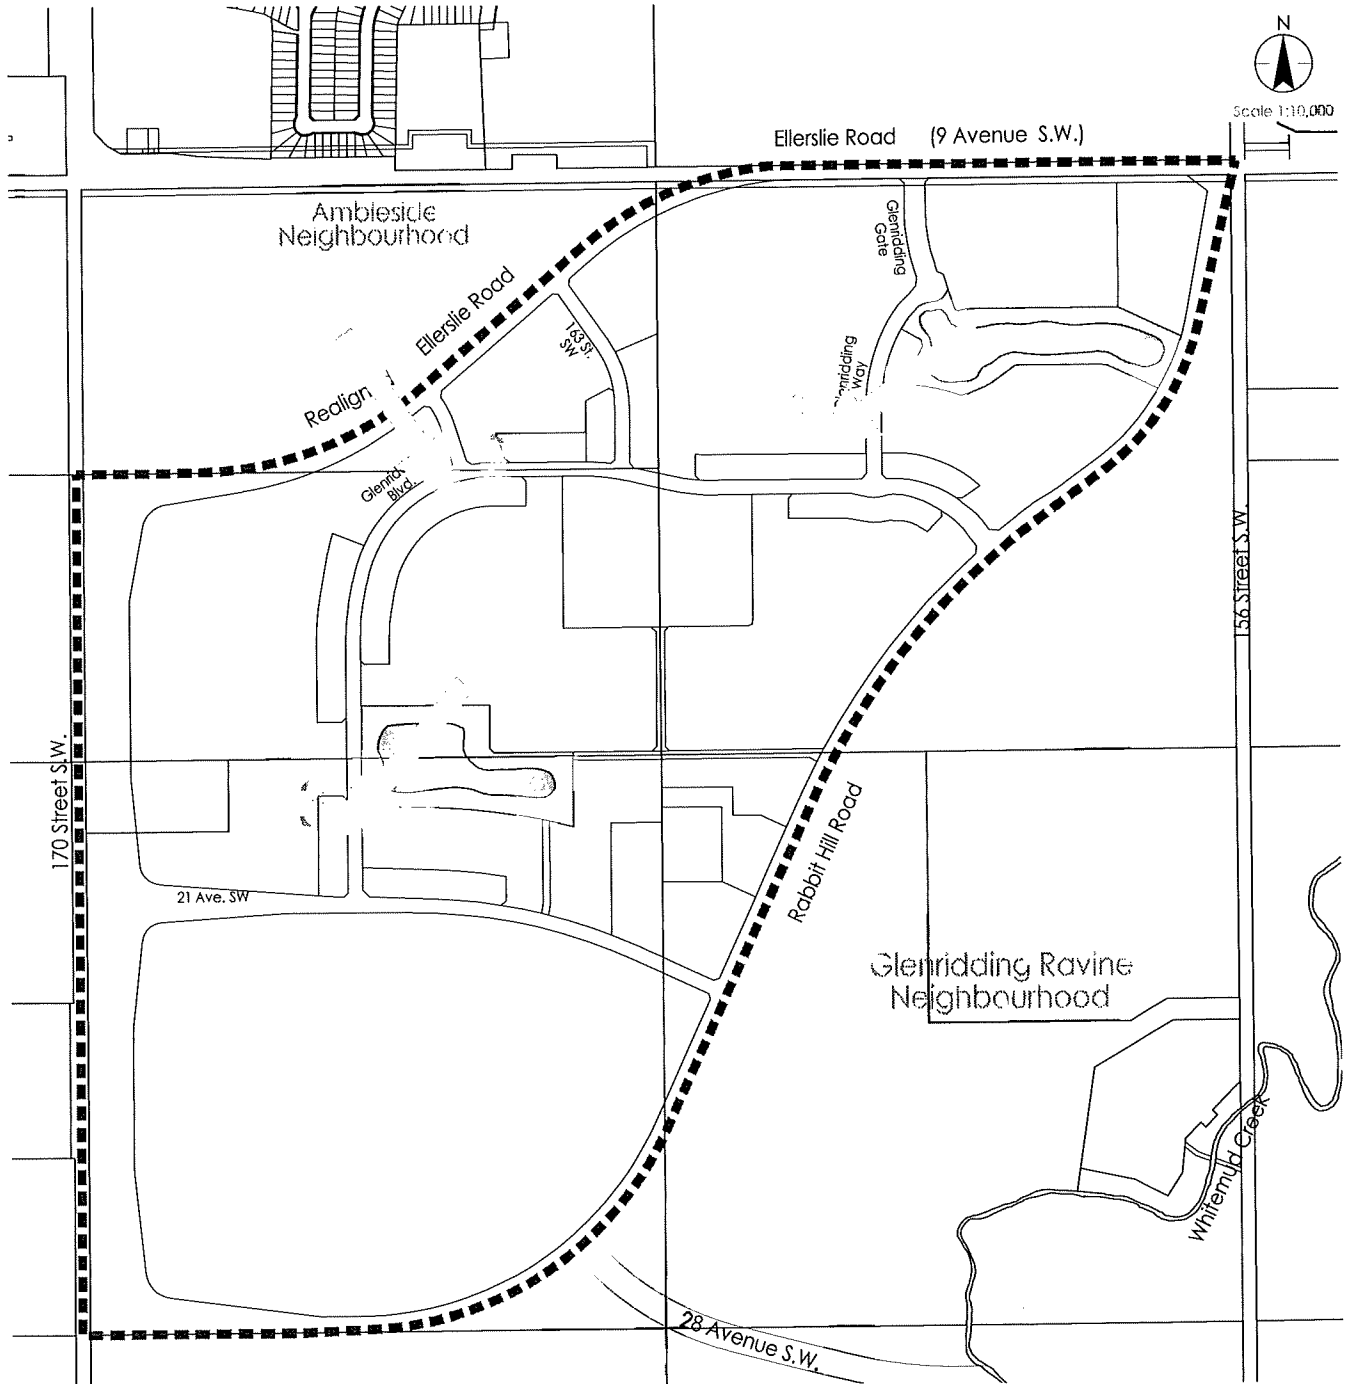 N
Scale 1:10,000
Ellerslie Road (9 Avenue S.W.)
Ambleside
Neighbourhood
Glenridding
Gate
Realign Ellerslie Road
163 St.
SW
Way
Blvd.
156 Street S.W.
170 Street S.W.
Rabbit Hill Road
21 Ave. SW
Glenridding Ravine
Neighbourhood
Whitemud Creek
28 Avenue S.W.